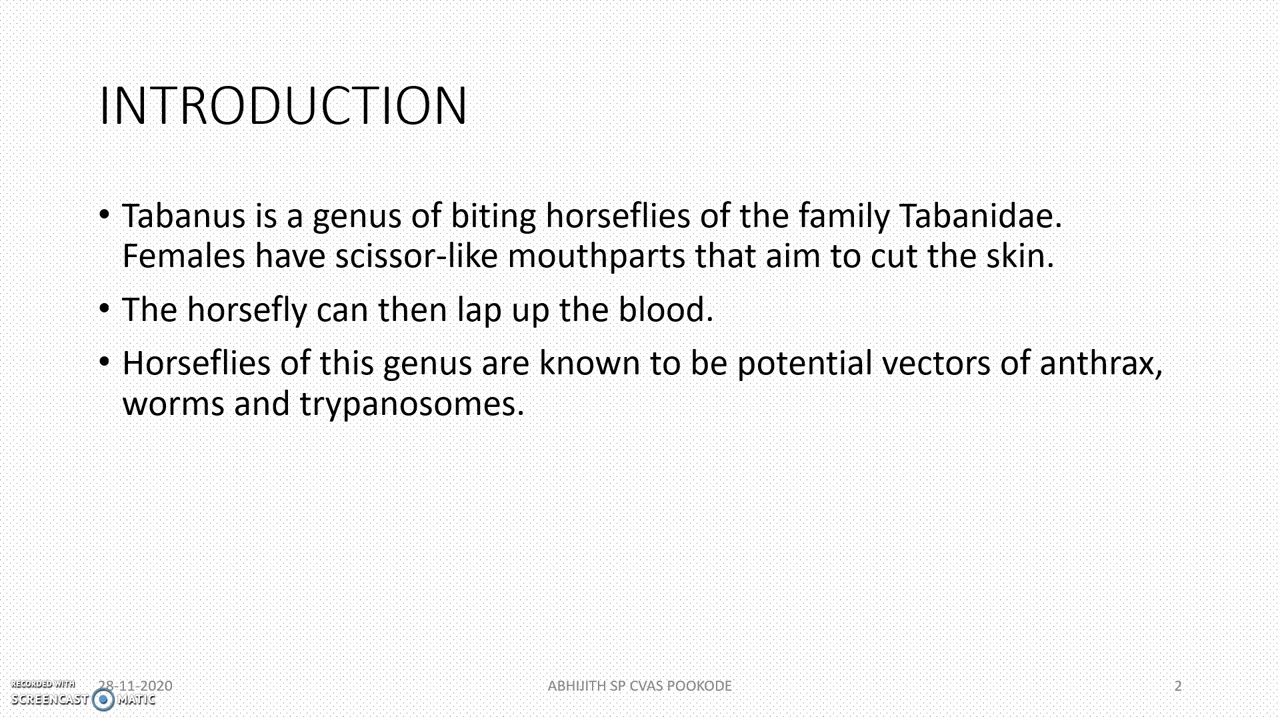 INTRODUCTION
• Tabanus is a genus of biting horseflies of the family Tabanidae.
Females have scissor-like mouthparts that aim to cut the skin.
• The horsefly can then lap up the blood.
• Horseflies of this genus are known to be potential vectors of anthrax,
worms and trypanosomes.
RECORDED WITH
SCREENCAST MATIC
28-11-2020
ABHIJITH SP CVAS POOKODE
2